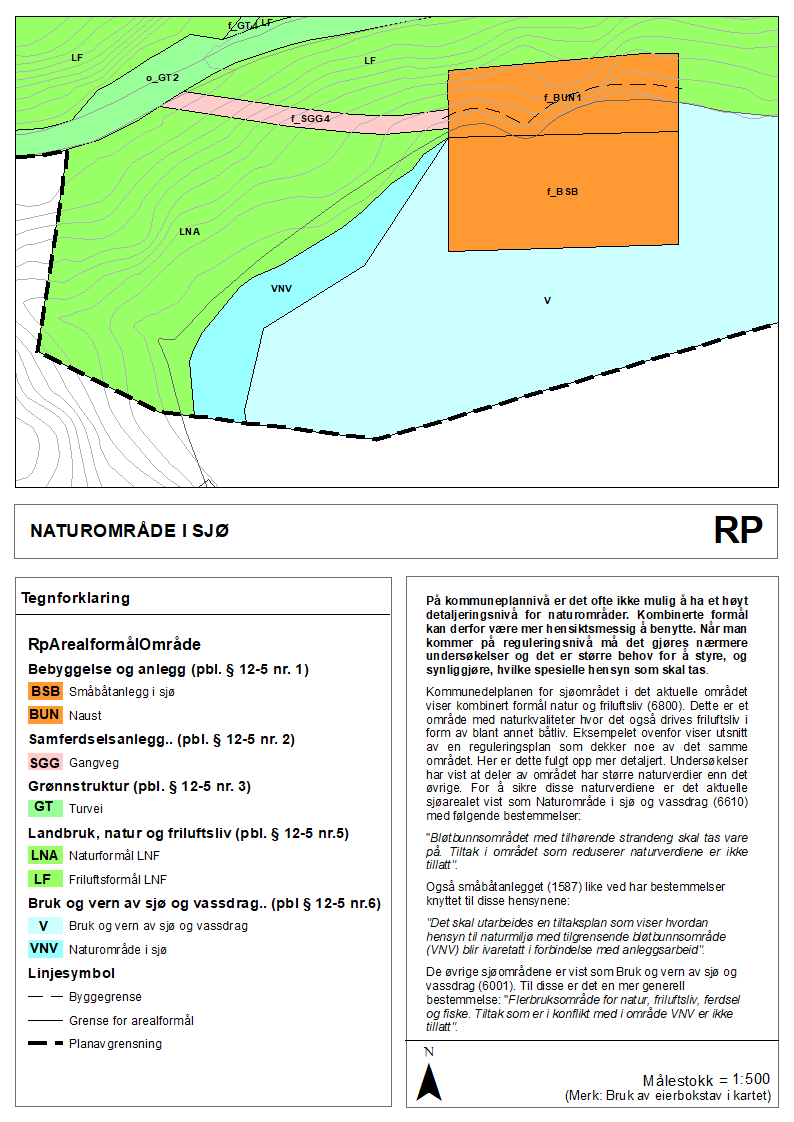 f_GT4 LF
LF
LF
o_GT2
f_BUN1
f_SGG4
f_BSB
LNA
VNV
V
NATUROMRÅDE I SJØ
RP
Tegnforklaring
RpArealformålOmråde
Bebyggelse og anlegg (pbl. § 12-5 nr. 1)
BSB Småbåtanlegg i sjø
BUN Naust
Samferdselsanlegg.. (pbl. § 12-5 nr. 2)
SGG Gangveg
Grønnstruktur (pbl. § 12-5 nr. 3)
GT Turvei
Landbruk, natur og friluftsliv (pbl. § 12-5 nr.5)
LNA Naturformål LNF
LF Friluftsformål LNF
Bruk og vern av sjø og vassdrag.. (pbl § 12-5 nr.6)
V Bruk og vern av sjø og vassdrag
VNV Naturområde i sjø
Linjesymbol
Byggegrense
Grense for arealformål
Planavgrensning
På kommuneplannivå er det ofte ikke mulig å ha et høyt
detaljeringsnivå for naturområder. Kombinerte formål
kan derfor være mer hensiktsmessig å benytte. Når man
kommer på reguleringsnivå må det gjøres nærmere
undersøkelser og det er større behov for å styre, og
synliggjøre, hvilke spesielle hensyn som skal tas.
Kommunedelplanen for sjøområdet i det aktuelle området
viser kombinert formål natur og friluftsliv (6800). Dette er et
område med naturkvaliteter hvor det også drives friluftsliv i
form av blant annet båtliv. Eksempelet ovenfor viser utsnitt
av en reguleringsplan som dekker noe av det samme
området. Her er dette fulgt opp mer detaljert. Undersøkelser
har vist at deler av området har større naturverdier enn det
øvrige. For å sikre disse naturverdiene er det aktuelle
sjøarealet vist som Naturområde i sjø og vassdrag (6610)
med følgende bestemmelser:
"Bløtbunnsområdet med tilhørende strandeng skal tas vare
på. Tiltak i området som reduserer naturverdiene er ikke
tillatt".
Også småbåtanlegget (1587) like ved har bestemmelser
knyttet til disse hensynene:
"Det skal utarbeides en tiltaksplan som viser hvordan
hensyn til naturmiljø med tilgrensende bløtbunnsområde
(VNV) blir ivaretatt i forbindelse med anleggsarbeid".
De øvrige sjøområdene er vist som Bruk og vern av sjø og
vassdrag (6001). Til disse er det en mer generell
bestemmelse: "Flerbruksområde for natur, friluftsliv, ferdsel
og fiske. Tiltak som er i konflikt med i område VNV er ikke
tillatt".
N
Målestokk = 1:500
(Merk: Bruk av eierbokstav i kartet)